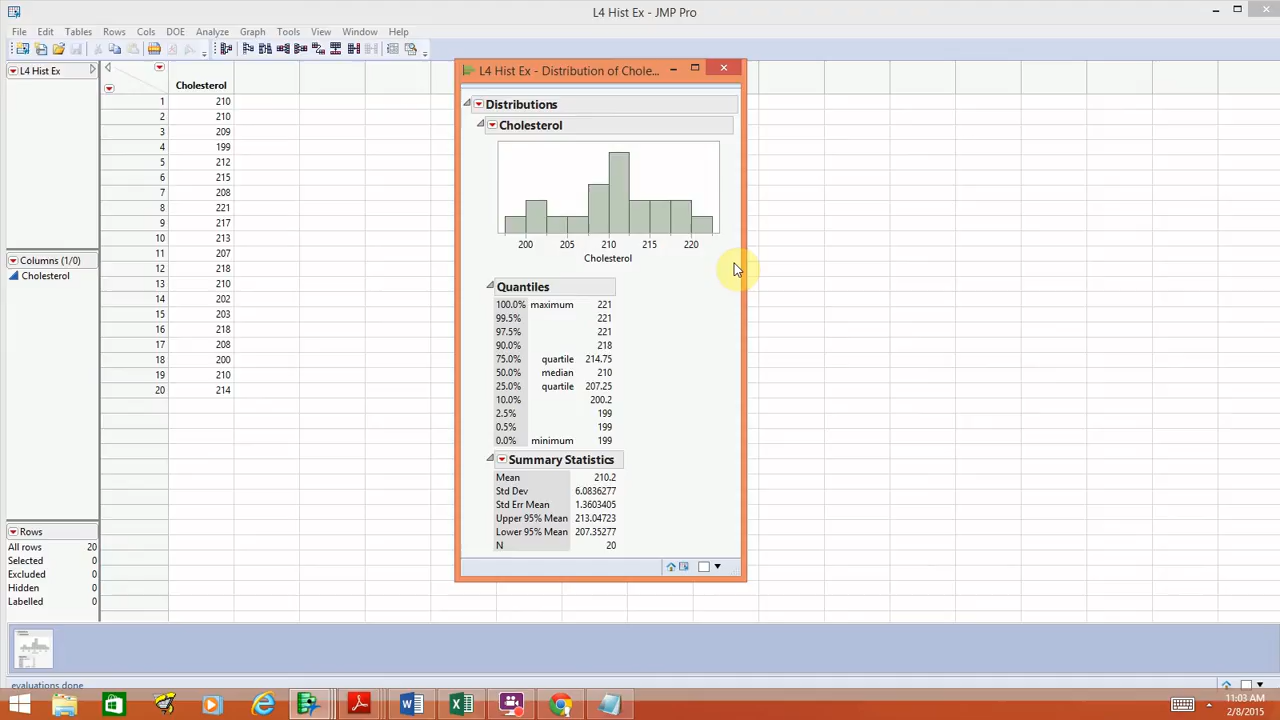 L4 Hist Ex - JMP Pro
File Edit Tables Rows Cols DOE Analyze Graph Tools View Window Help
L4 Hist Ex
Cholesterol
1 210
2 210
3 209
4 199
5 212
6 215
7 208
8 221
9 217
10 213
11 207
12 218
13 210
14 202
15 203
16 218
17 208
18 200
19 210
20 214
Columns (1/0)
Cholesterol
Rows
All rows 20
Selected 0
Excluded 0
Hidden 0
Labelled 0
L4 Hist Ex - Distribution of Chole...
Distributions
Cholesterol
200 205 210 215 220
Cholesterol
Quantiles
100.0% maximum 221
99.5% 221
97.5% 221
90.0% 218
75.0% quartile 214.75
50.0% median 210
25.0% quartile 207.25
10.0% 200.2
2.5% 199
0.5% 199
0.0% minimum 199
Summary Statistics
Mean 210.2
Std Dev 6.0836277
Std Err Mean 1.3603405
Upper 95% Mean 213.04723
Lower 95% Mean 207.35277
N 20
evaluations done
11:03 AM
2/8/2015